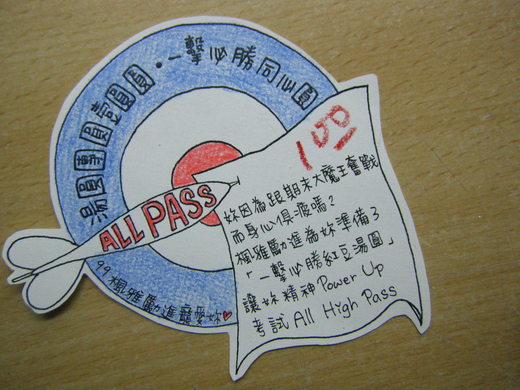 湯圓團圓圓圓・一擊必勝同心圓
100
ALL PASS
妳因為跟期末大魔王奮戰
而身心俱疲嗎?
楓雅勵進為妳準備了
「一擊必勝紅豆湯圓」
讓妳精神Power Up
考試All High Pass
99楓雅勵進寵愛妳♥